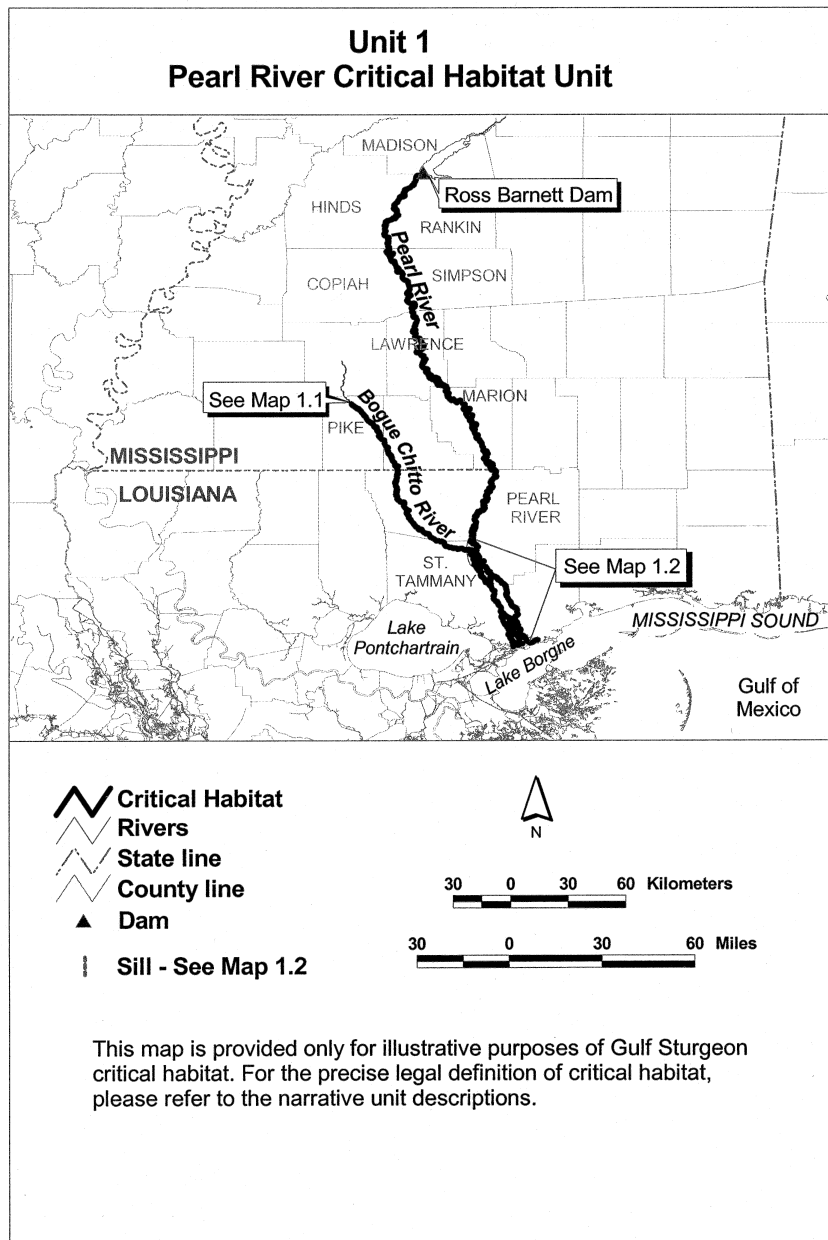 Unit 1
Pearl River Critical Habitat Unit
MADISON
Ross Barnett Dam
HINDS
RANKIN
Pearl River
SIMPSON
COPIAH
LAWRENCE
See Map 1.1
MARION
PIKE
Bogue Chitto River
MISSISSIPPI
LOUISIANA
PEARL
RIVER
See Map 1.2
ST.
TAMMANY
MISSISSIPPI SOUND
Lake
Pontchartrain
Lake Borgne
Gulf of
Mexico
Critical Habitat
Rivers
State line
County line
Dam
Sill - See Map 1.2
N
30 0 30 60 Kilometers
30 0 30 60 Miles
This map is provided only for illustrative purposes of Gulf Sturgeon
critical habitat. For the precise legal definition of critical habitat,
please refer to the narrative unit descriptions.